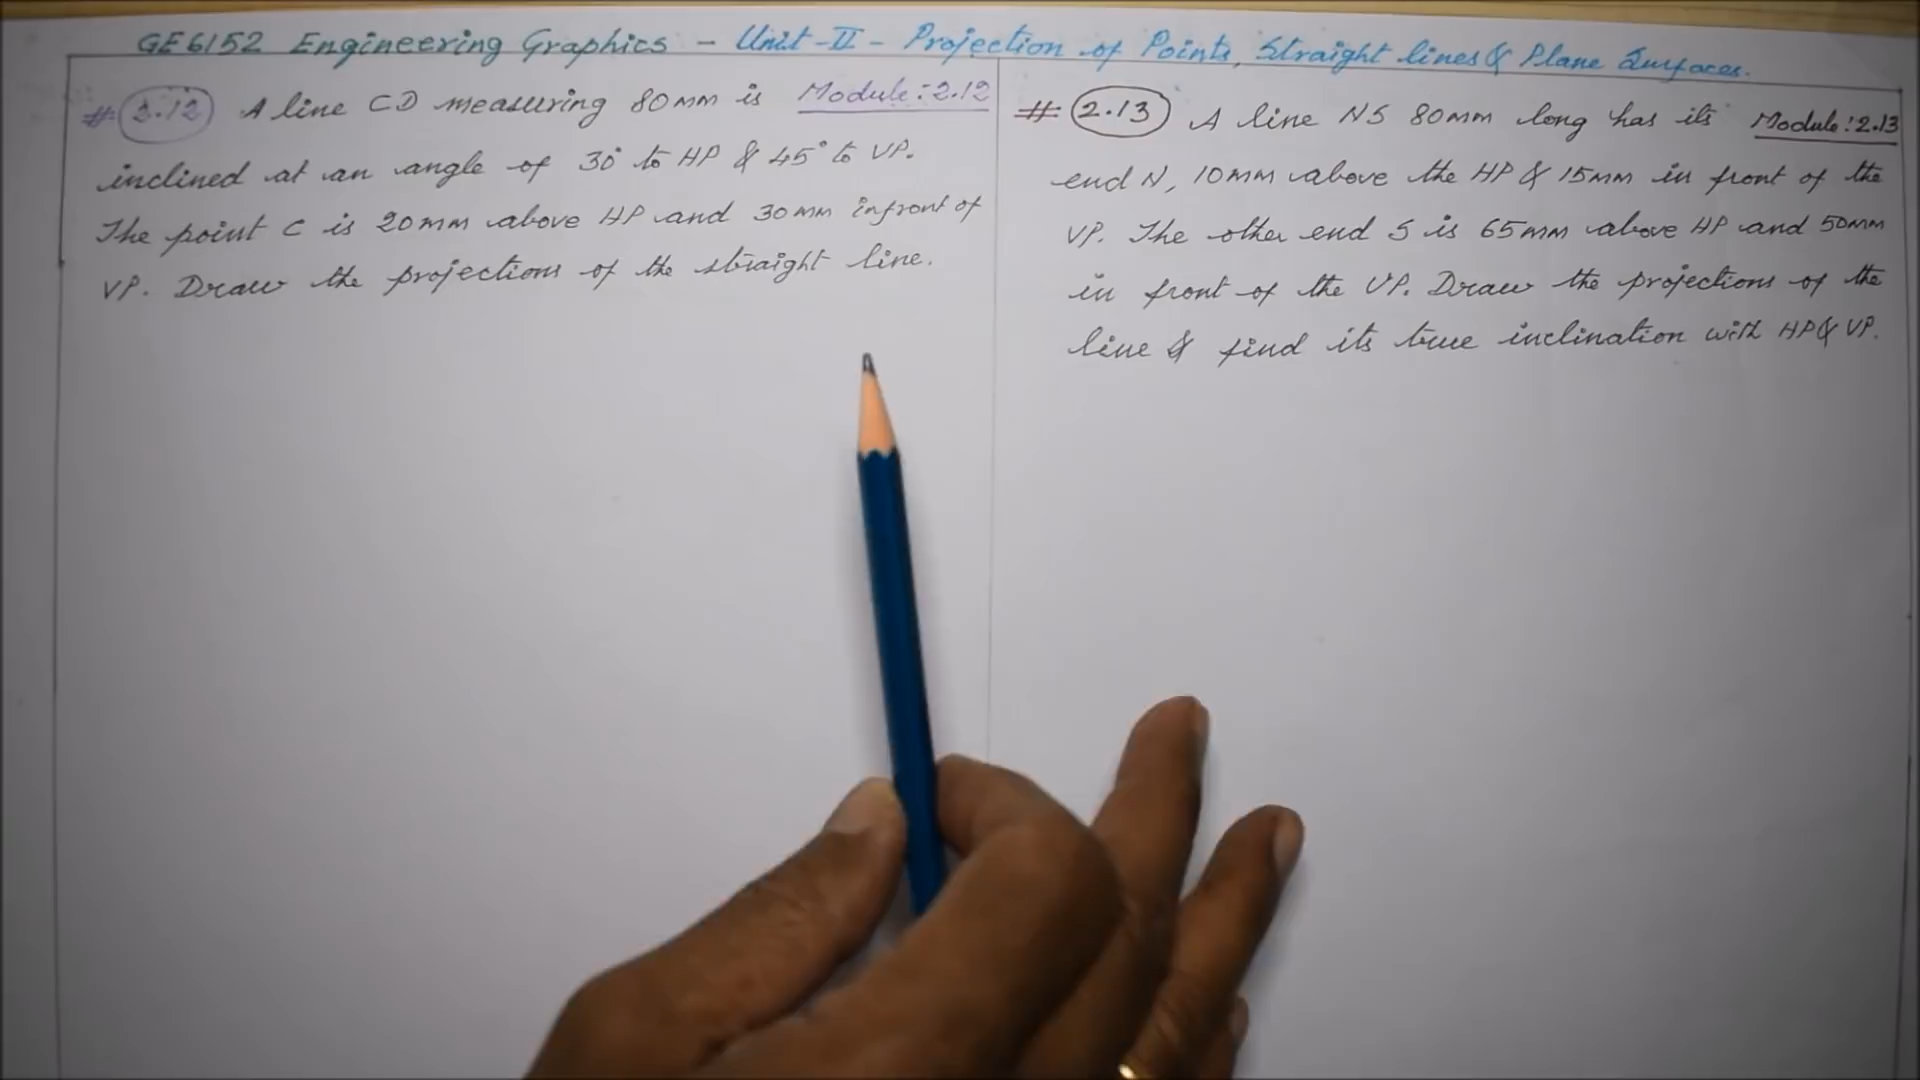 GE6152 Engineering Graphics - Unit-II - Projection of Points, Straight lines & Plane Surfaces.
#: 2.12 A line CD measuring 80mm is Module: 2.12
inclined at an angle of 30° to HP & 45° to VP.
The point C is 20mm above HP and 30mm infront of
VP. Draw the projections of the straight line.
#: 2.13 A line NS 80mm long has its Module: 2.13
end N, 10mm above the HP & 15mm in front of the
VP. The other end S is 65mm above HP and 50mm
in front of the VP. Draw the projections of the
line & find its true inclination with HP & VP.